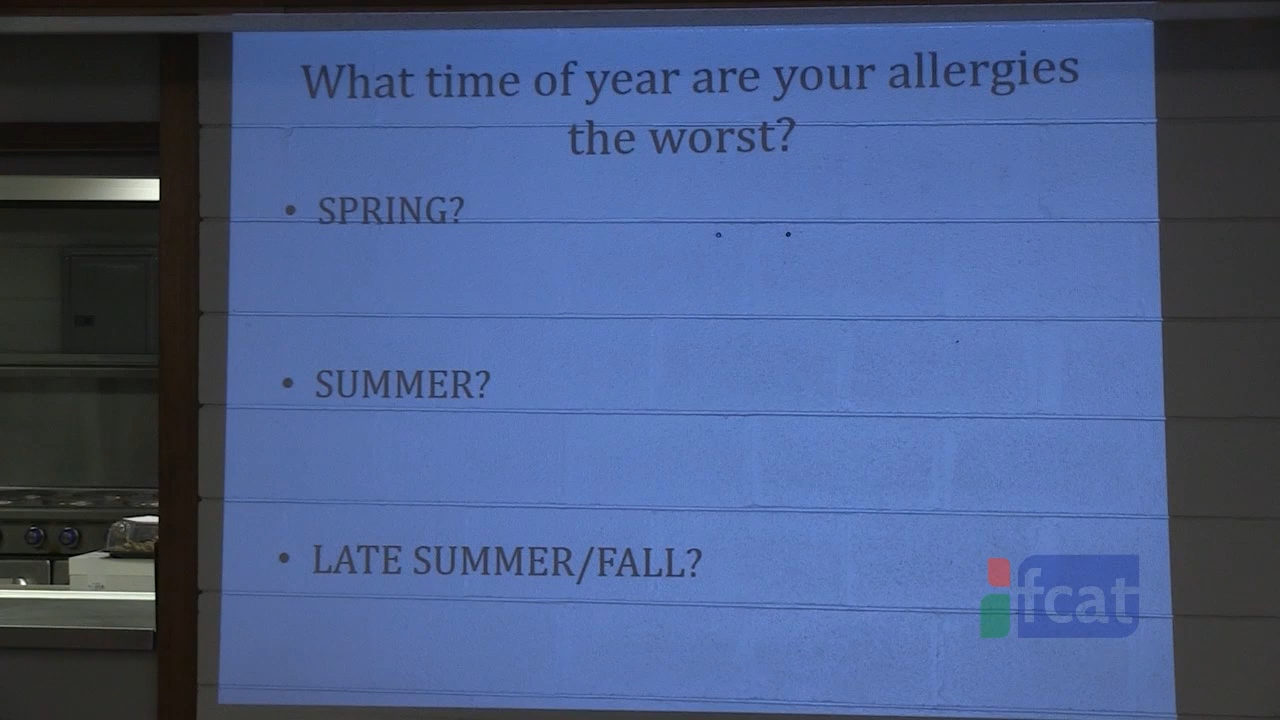 What time of year are your allergies
the worst?
• SPRING?
• SUMMER?
• LATE SUMMER/FALL?
fcat